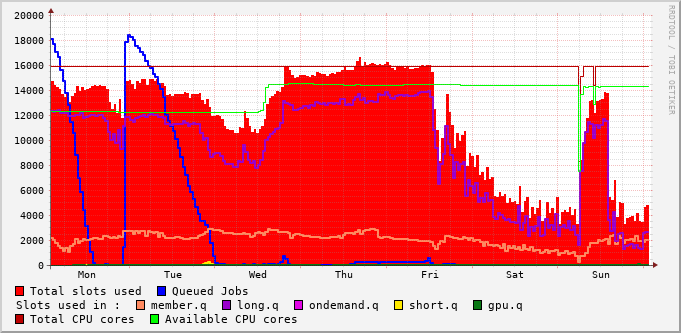 20000
18000
16000
14000
12000
10000
8000
6000
4000
2000
0
Mon Tue Wed Thu Fri Sat Sun
RRDTOOL / TOBI OETIKER
Total slots used Queued Jobs
Slots used in : member.q long.q ondemand.q short.q gpu.q
Total CPU cores Available CPU cores